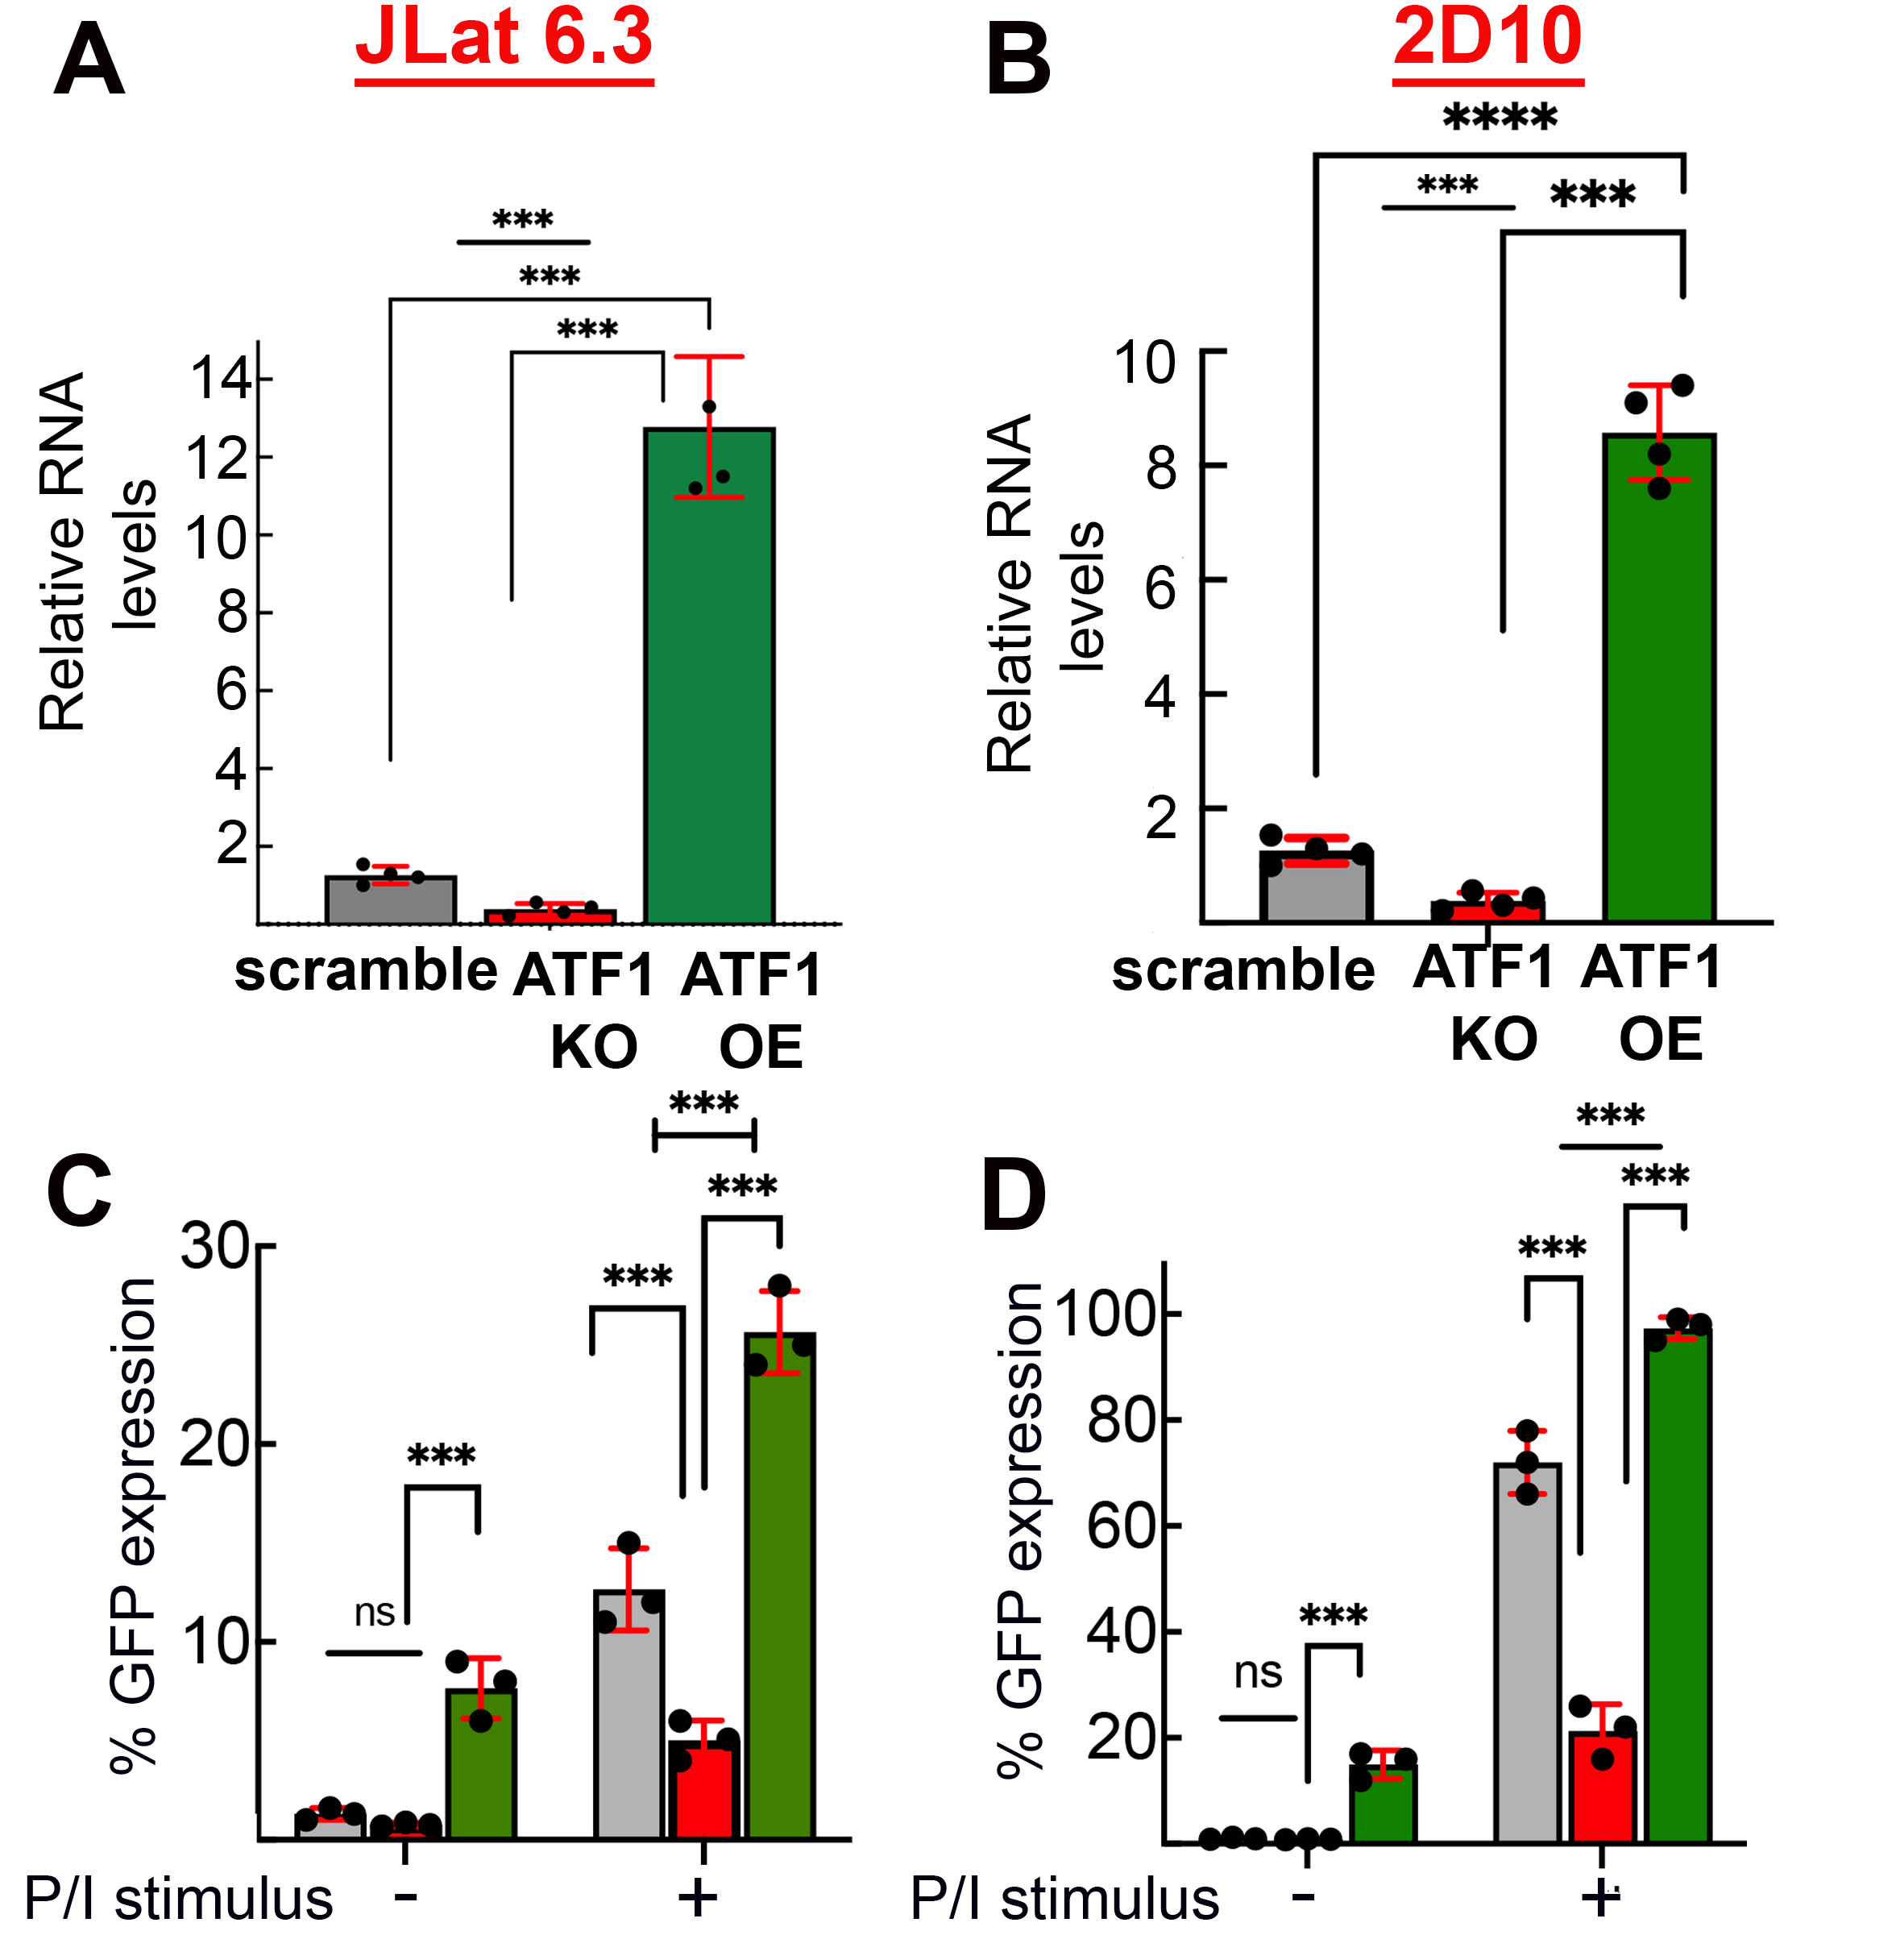 A
JLat 6.3
B
2D10
****
***
***
***
***
***
Relative RNA
levels
14
12
10
8
6
4
2
scramble
ATF1
KO
ATF1
OE
Relative RNA
levels
10
8
6
4
2
scramble
ATF1
KO
ATF1
OE
C
***
***
***
***
ns
% GFP expression
30
20
10
P/I stimulus
-
+
D
***
***
***
***
ns
% GFP expression
100
80
60
40
20
P/I stimulus
-
+